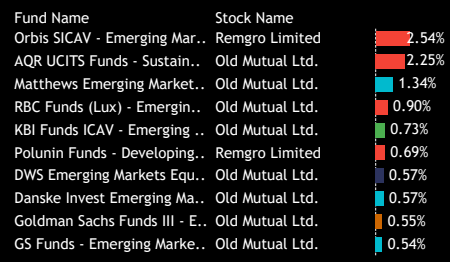 Fund Name Stock Name
Orbis SICAV - Emerging Mar.. Remgro Limited 2.54%
AQR UCITS Funds - Sustain.. Old Mutual Ltd. 2.25%
Matthews Emerging Market.. Old Mutual Ltd. 1.34%
RBC Funds (Lux) - Emergin.. Old Mutual Ltd. 0.90%
KBI Funds ICAV - Emerging .. Old Mutual Ltd. 0.73%
Polunin Funds - Developing.. Remgro Limited 0.69%
DWS Emerging Markets Equ.. Old Mutual Ltd. 0.57%
Danske Invest Emerging Ma.. Old Mutual Ltd. 0.57%
Goldman Sachs Funds III - E.. Old Mutual Ltd. 0.55%
GS Funds - Emerging Marke.. Old Mutual Ltd. 0.54%